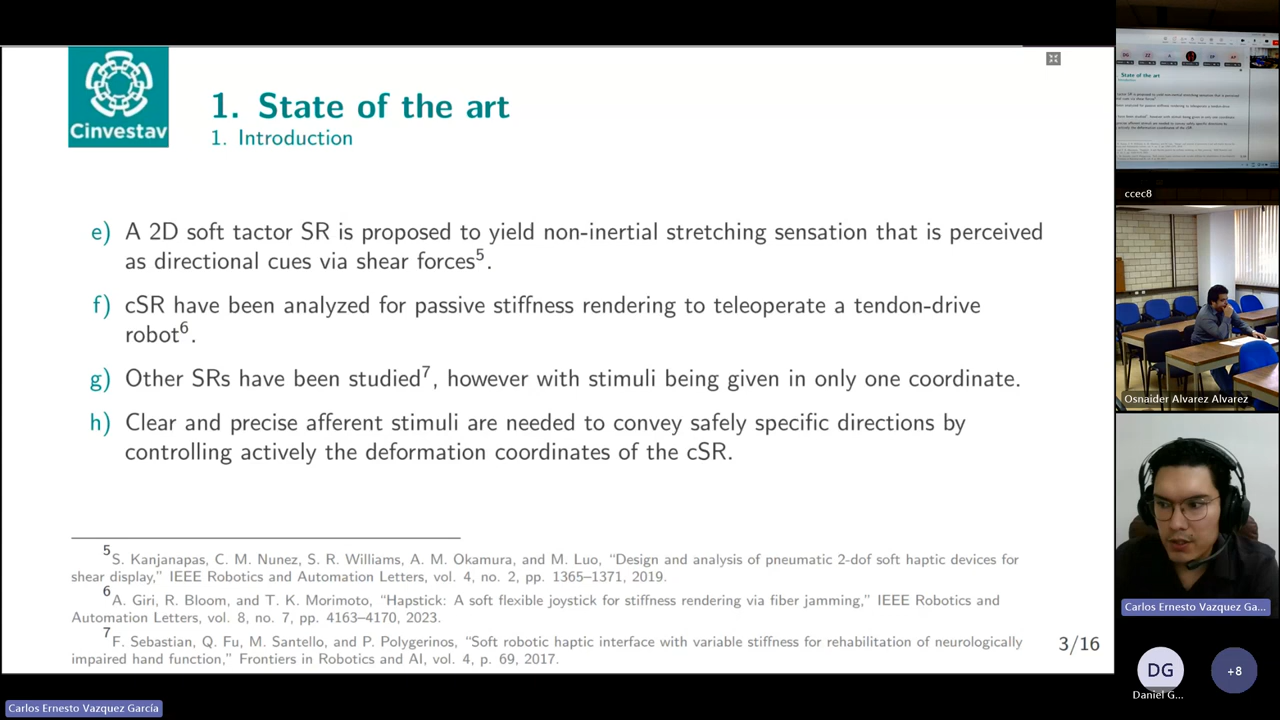 Cinvestav
1. State of the art
1. Introduction
e) A 2D soft tactor SR is proposed to yield non-inertial stretching sensation that is perceived
as directional cues via shear forces5.
f) cSR have been analyzed for passive stiffness rendering to teleoperate a tendon-drive
robot6.
g) Other SRs have been studied7, however with stimuli being given in only one coordinate.
h) Clear and precise afferent stimuli are needed to convey safely specific directions by
controlling actively the deformation coordinates of the cSR.
5S. Kanjanapas, C. M. Nunez, S. R. Williams, A. M. Okamura, and M. Luo, “Design and analysis of pneumatic 2-dof soft haptic devices for
shear display,” IEEE Robotics and Automation Letters, vol. 4, no. 2, pp. 1365–1371, 2019.
6A. Giri, R. Bloom, and T. K. Morimoto, “Hapstick: A soft flexible joystick for stiffness rendering via fiber jamming,” IEEE Robotics and
Automation Letters, vol. 8, no. 7, pp. 4163–4170, 2023.
7F. Sebastian, Q. Fu, M. Santello, and P. Polygerinos, “Soft robotic haptic interface with variable stiffness for rehabilitation of neurologically
impaired hand function,” Frontiers in Robotics and AI, vol. 4, p. 69, 2017.
3/16
Carlos Ernesto Vazquez García
State of the art
ccec8
Osnaider Alvarez Alvarez
Carlos Ernesto Vazquez Ga...
DG
+8
Daniel G...